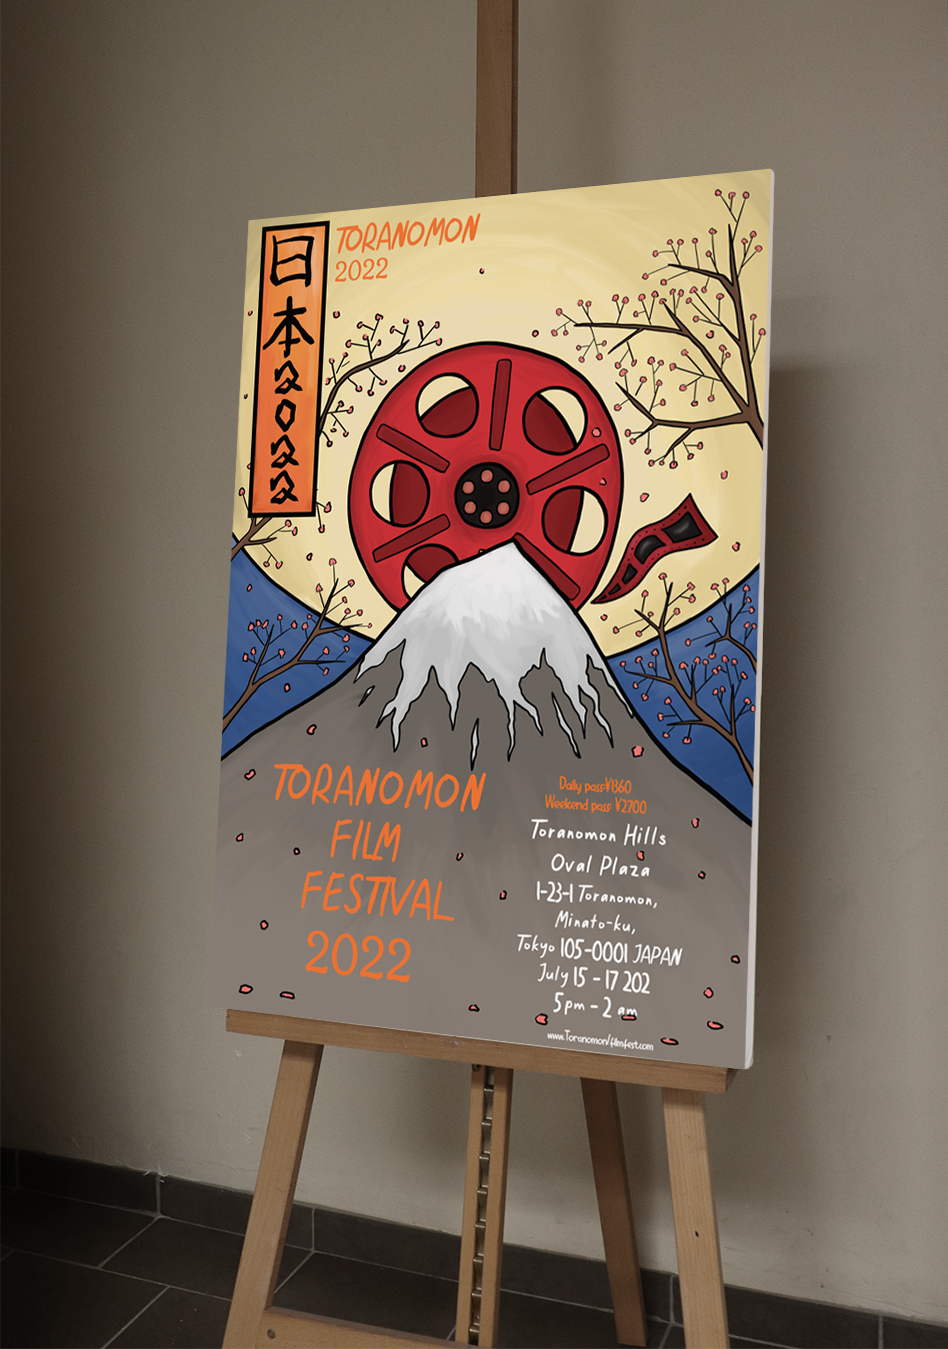 日本2022
TORANOMON
2022
TORANOMON
FILM
FESTIVAL
2022
Daily pass:¥1360
Weekend pass: ¥2700
Toranomon Hills
Oval Plaza
1-23-1 Toranomon,
Minato-ku,
Tokyo 105-0001 JAPAN
July 15 - 17 202
5pm - 2 am
www.Toranomon/filmfest.com